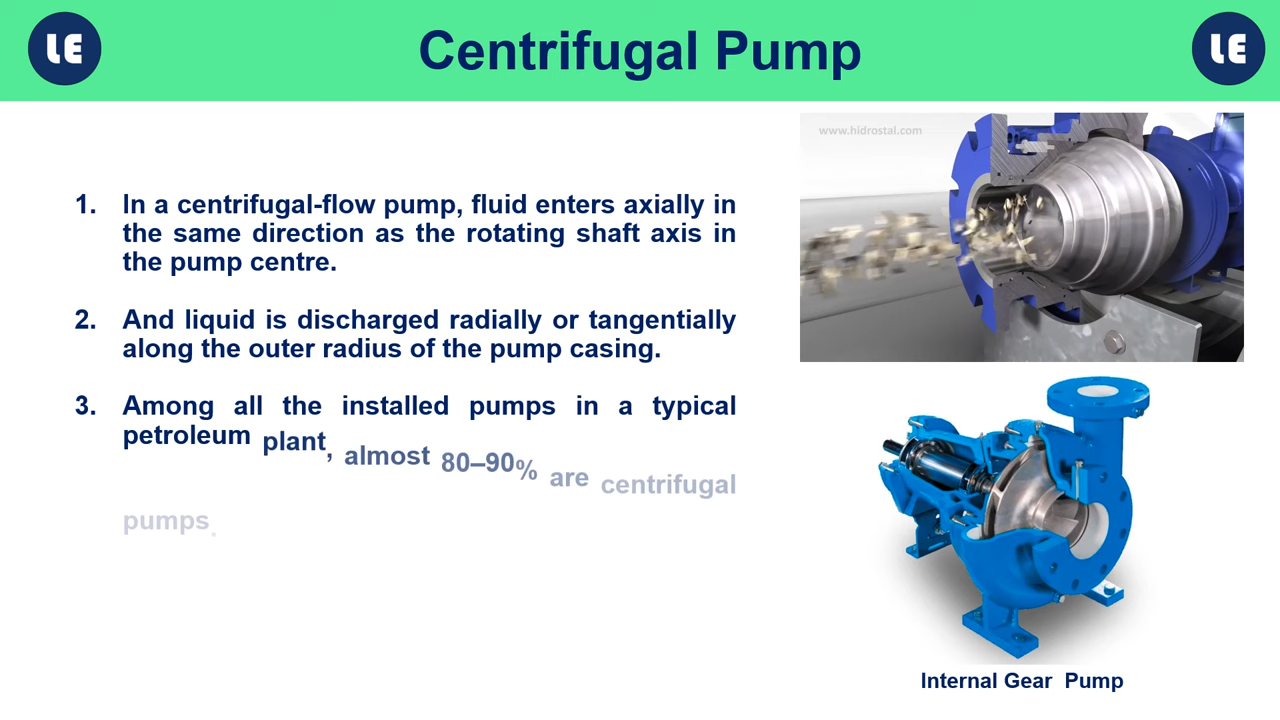 LE
Centrifugal Pump
LE
www.hidrostal.com
1. In a centrifugal-flow pump, fluid enters axially in
the same direction as the rotating shaft axis in
the pump centre.
2. And liquid is discharged radially or tangentially
along the outer radius of the pump casing.
3. Among all the installed pumps in a typical
petroleum plant, almost 80–90% are centrifugal
pumps.
Internal Gear Pump